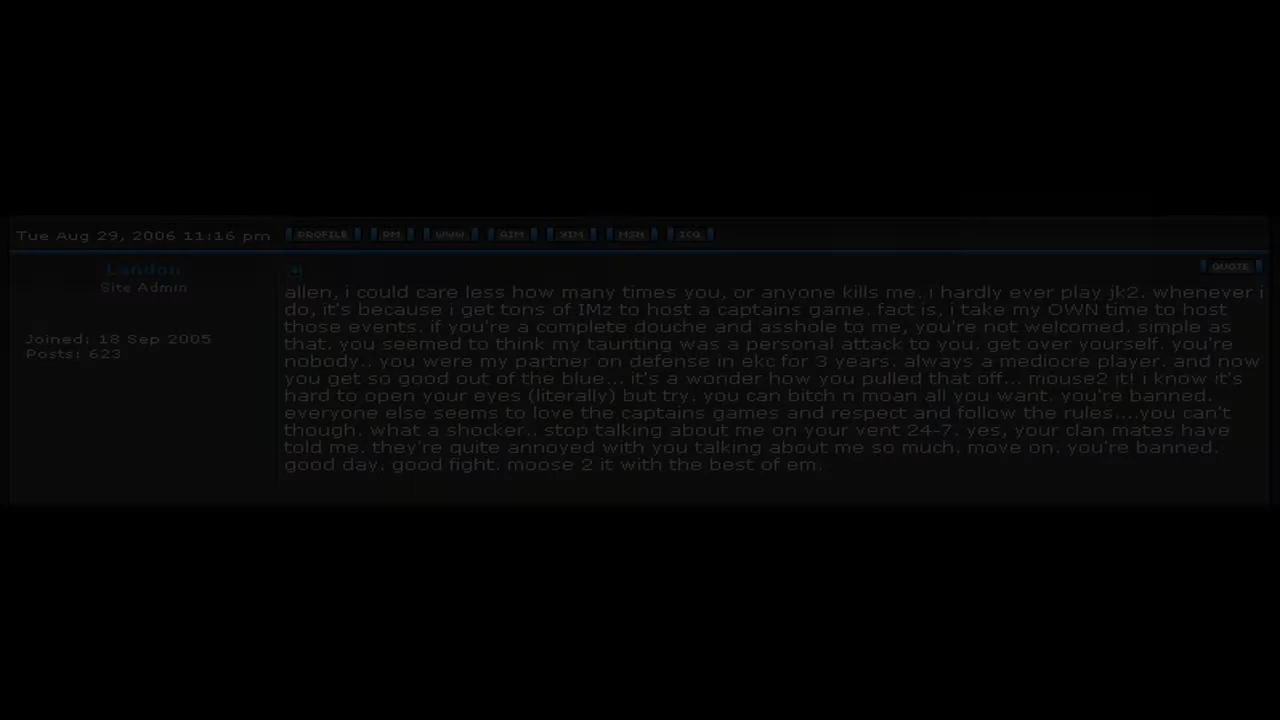 Tue Aug 29, 2006 11:16 pm PROFILE PM WWW AIM YIM MSN ICQ
Landon
QUOTE
Site Admin
Joined: 18 Sep 2005
Posts: 623
allen, i could care less how many times you, or anyone kills me. i hardly ever play jk2. whenever i
do, it's because i get tons of IMz to host a captains game. fact is, i take my OWN time to host
those events. if you're a complete douche and asshole to me, you're not welcomed. simple as
that. you seemed to think my taunting was a personal attack to you. get over yourself. you're
nobody.. you were my partner on defense in ekc for 3 years. always a mediocre player. and now
you get so good out of the blue... it's a wonder how you pulled that off... mouse2 it! i know it's
hard to open your eyes (literally) but try. you can bitch n moan all you want. you're banned.
everyone else seems to love the captains games and respect and follow the rules....you can't
though. what a shocker.. stop talking about me on your vent 24-7. yes, your clan mates have
told me. they're quite annoyed with you talking about me so much. move on. you're banned.
good day. good fight. moose 2 it with the best of em.